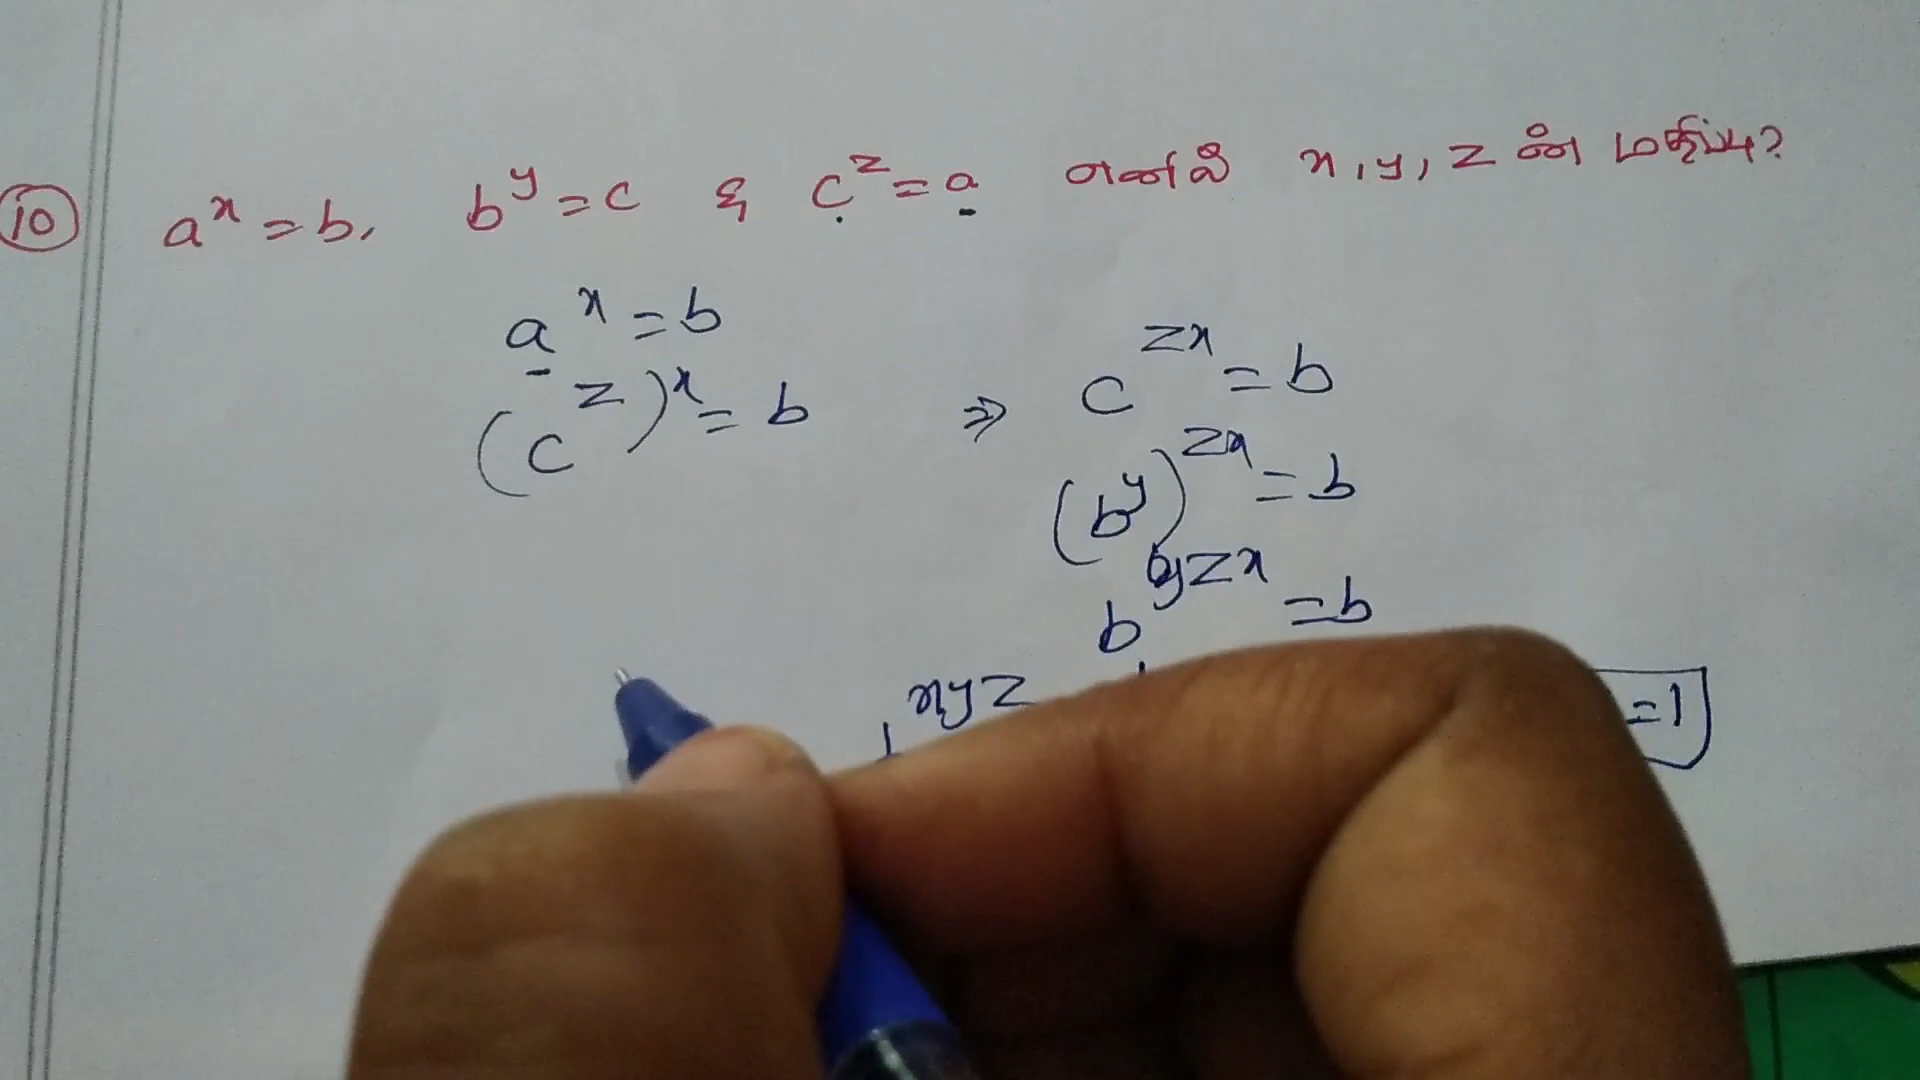 10 a^x = b, b^y = c & c^z = a எனில் x, y, z ன் மதிப்பு?
a^x = b
(c^z)^x = b ⇒ c^zx = b
(b^y)^zx = b
b^yzx = b
xyz = 1